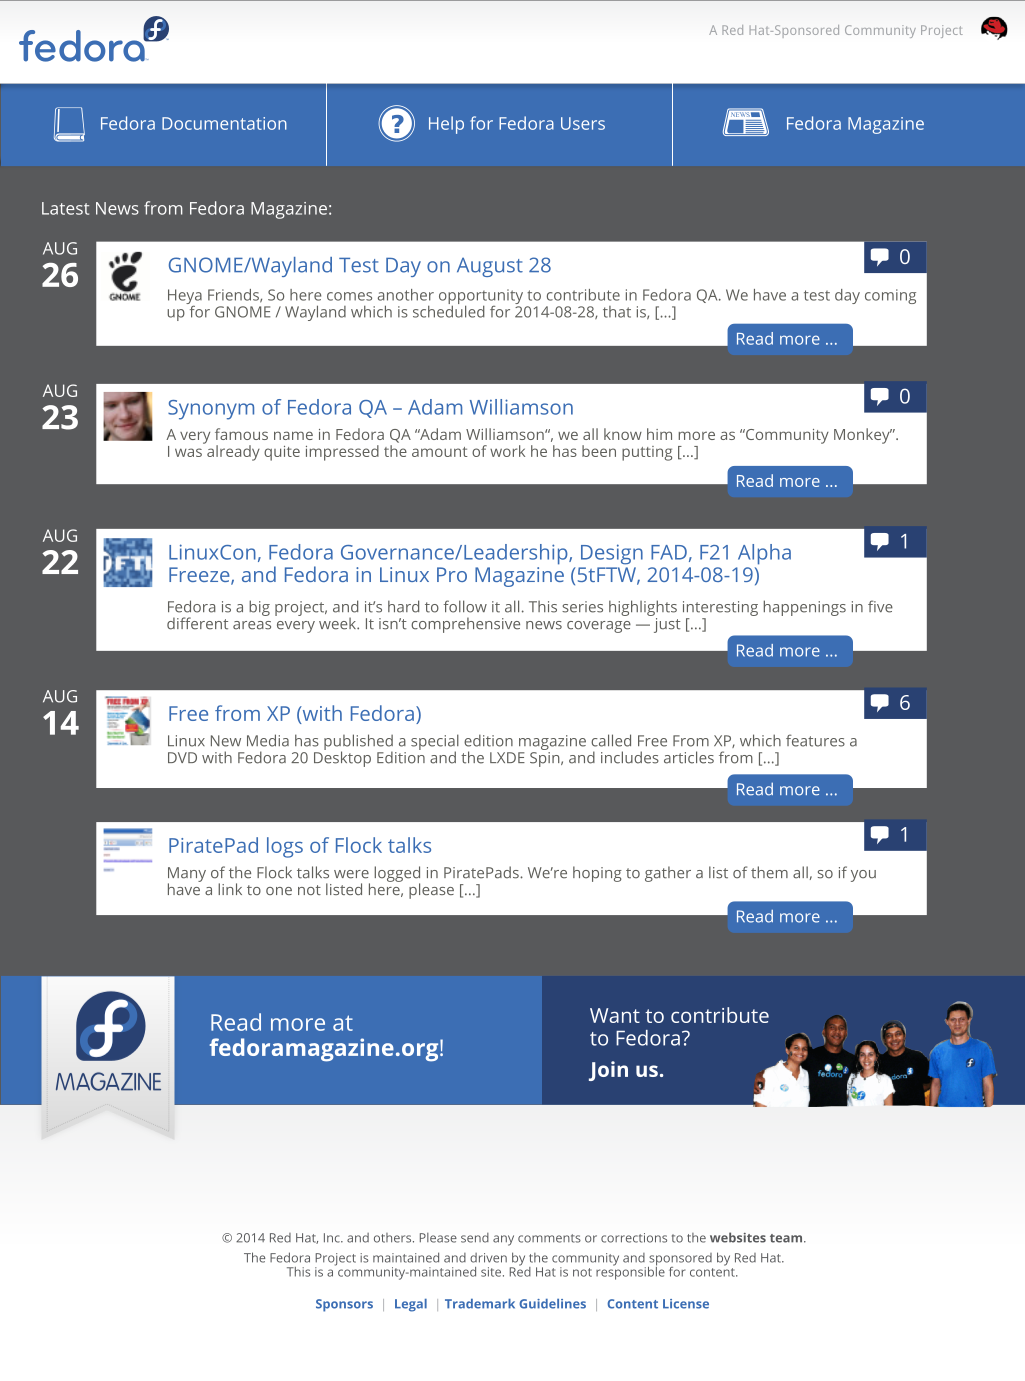 fedora
A Red Hat-Sponsored Community Project
Fedora Documentation
Help for Fedora Users
NEWS
Fedora Magazine
Latest News from Fedora Magazine:
AUG
26
GNOME
GNOME/Wayland Test Day on August 28
0
Heya Friends, So here comes another opportunity to contribute in Fedora QA. We have a test day coming
up for GNOME / Wayland which is scheduled for 2014-08-28, that is, [...]
Read more ...
AUG
23
Synonym of Fedora QA – Adam Williamson
0
A very famous name in Fedora QA “Adam Williamson“, we all know him more as “Community Monkey”.
I was already quite impressed the amount of work he has been putting [...]
Read more ...
AUG
22
LinuxCon, Fedora Governance/Leadership, Design FAD, F21 Alpha
Freeze, and Fedora in Linux Pro Magazine (5tFTW, 2014-08-19)
1
Fedora is a big project, and it’s hard to follow it all. This series highlights interesting happenings in five
different areas every week. It isn’t comprehensive news coverage — just [...]
Read more ...
AUG
14
FREE FROM XP
Free from XP (with Fedora)
6
Linux New Media has published a special edition magazine called Free From XP, which features a
DVD with Fedora 20 Desktop Edition and the LXDE Spin, and includes articles from [...]
Read more ...
PiratePad logs of Flock talks
1
Many of the Flock talks were logged in PiratePads. We’re hoping to gather a list of them all, so if you
have a link to one not listed here, please [...]
Read more ...
MAGAZINE
Read more at
fedoramagazine.org!
Want to contribute
to Fedora?
Join us.
fedora
© 2014 Red Hat, Inc. and others. Please send any comments or corrections to the websites team.
The Fedora Project is maintained and driven by the community and sponsored by Red Hat.
This is a community-maintained site. Red Hat is not responsible for content.
Sponsors | Legal | Trademark Guidelines | Content License